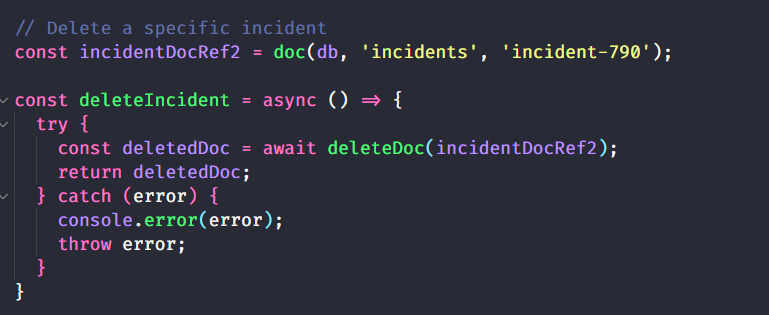 // Delete a specific incident
const incidentDocRef2 = doc(db, 'incidents', 'incident-790');
const deleteIncident = async () => {
try {
const deletedDoc = await deleteDoc(incidentDocRef2);
return deletedDoc;
} catch (error) {
console.error(error);
throw error;
}
}